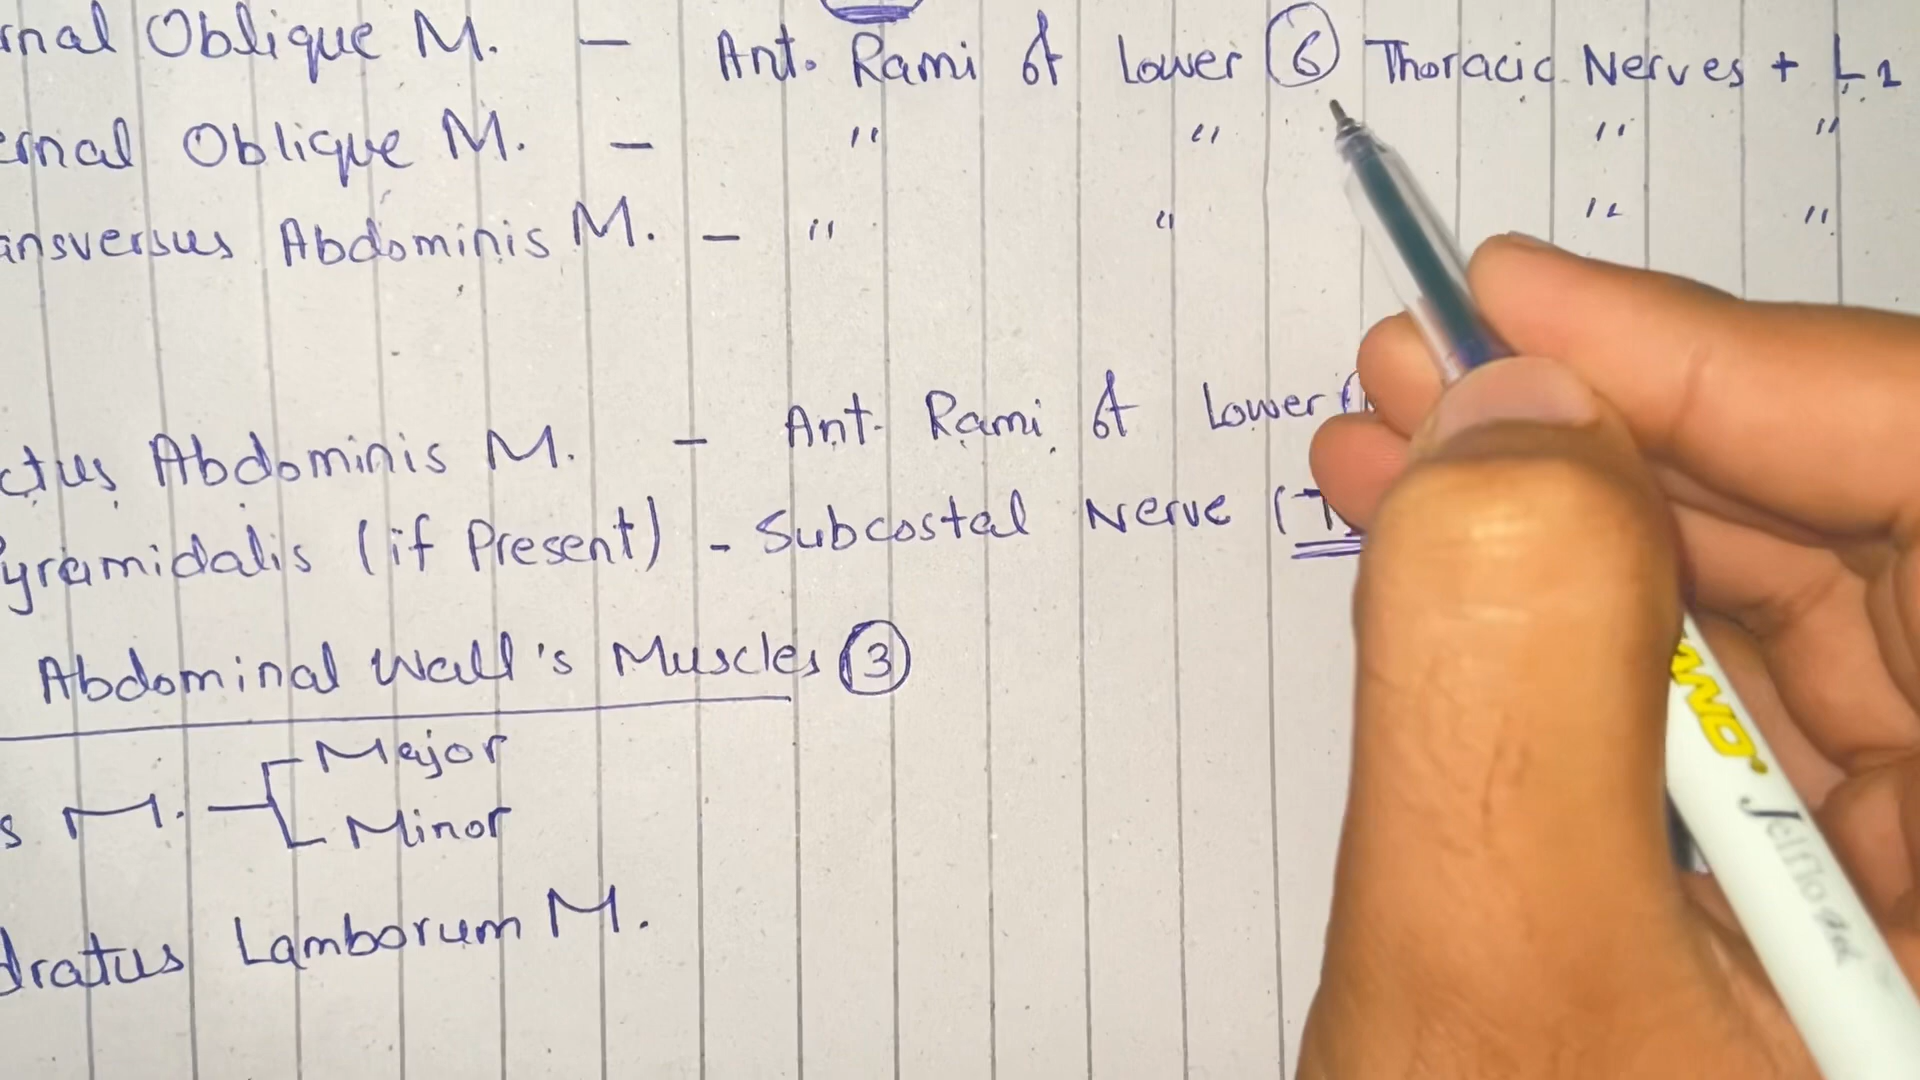 rnal Oblique M. - Ant. Rami of Lower 6 Thoracic Nerves + L1
ernal Oblique M. - " " " "
ansversus Abdominis M. - " " " "
ctus Abdominis M. - Ant. Rami of Lower
Pyramidalis (if Present) - Subcostal Nerve (T
Abdominal Wall's Muscles 3
s M. Major
Minor
dratus Lamborum M.